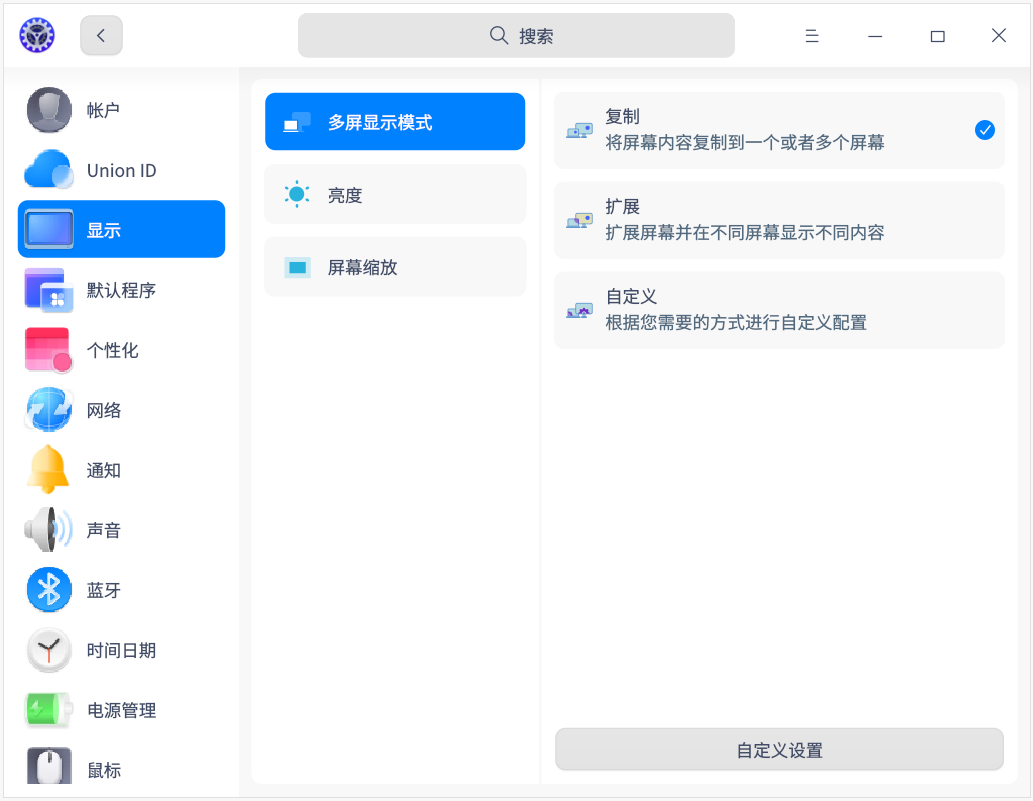 搜索
帐户
Union ID
显示
默认程序
个性化
网络
通知
声音
蓝牙
时间日期
电源管理
鼠标
多屏显示模式
亮度
屏幕缩放
复制
将屏幕内容复制到一个或者多个屏幕
扩展
扩展屏幕并在不同屏幕显示不同内容
自定义
根据您需要的方式进行自定义配置
自定义设置